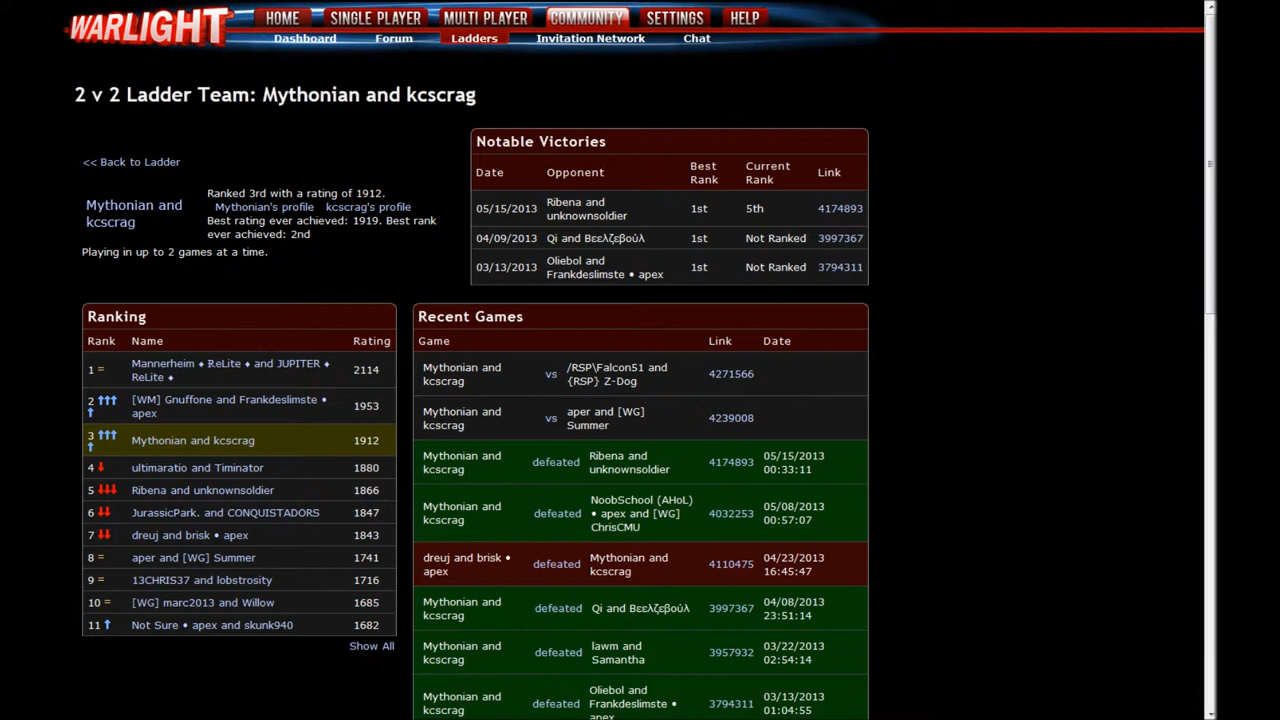 WARLIGHT
HOME SINGLE PLAYER MULTI PLAYER COMMUNITY SETTINGS HELP
Dashboard Forum Ladders Invitation Network Chat
2 v 2 Ladder Team: Mythonian and kcscrag
<< Back to Ladder
Mythonian and
kcscrag
Ranked 3rd with a rating of 1912.
Mythonian's profile kcscrag's profile
Best rating ever achieved: 1919. Best rank
ever achieved: 2nd
Playing in up to 2 games at a time.
Notable Victories
Date Opponent Best Rank Current Rank Link
05/15/2013 Ribena and unknownsoldier 1st 5th 4174893
04/09/2013 Qi and Βεελζεβούλ 1st Not Ranked 3997367
03/13/2013 Oliebol and Frankdeslimste • apex 1st Not Ranked 3794311
Ranking
Rank Name Rating
1 = Mannerheim ♦ ReLite ♦ and JUPITER ♦ ReLite ♦ 2114
2 ↑↑↑↑ [WM] Gnuffone and Frankdeslimste • apex 1953
3 ↑↑↑↑ Mythonian and kcscrag 1912
4 ↓ ultimaratio and Timinator 1880
5 ↓↓↓ Ribena and unknownsoldier 1866
6 ↓↓ JurassicPark. and CONQUISTADORS 1847
7 ↓↓ dreuj and brisk • apex 1843
8 = aper and [WG] Summer 1741
9 = 13CHRIS37 and lobstrosity 1716
10 = [WG] marc2013 and Willow 1685
11 ↑ Not Sure • apex and skunk940 1682
Show All
Recent Games
Game Link Date
Mythonian and kcscrag vs /RSP\Falcon51 and {RSP} Z-Dog 4271566
Mythonian and kcscrag vs aper and [WG] Summer 4239008
Mythonian and kcscrag defeated Ribena and unknownsoldier 4174893 05/15/2013 00:33:11
Mythonian and kcscrag defeated NoobSchool (AHoL) • apex and [WG] ChrisCMU 4032253 05/08/2013 00:57:07
dreuj and brisk • apex defeated Mythonian and kcscrag 4110475 04/23/2013 16:45:47
Mythonian and kcscrag defeated Qi and Βεελζεβούλ 3997367 04/08/2013 23:51:14
Mythonian and kcscrag defeated lawm and Samantha 3957932 03/22/2013 02:54:14
Mythonian and kcscrag defeated Oliebol and Frankdeslimste • apex 3794311 03/13/2013 01:04:55